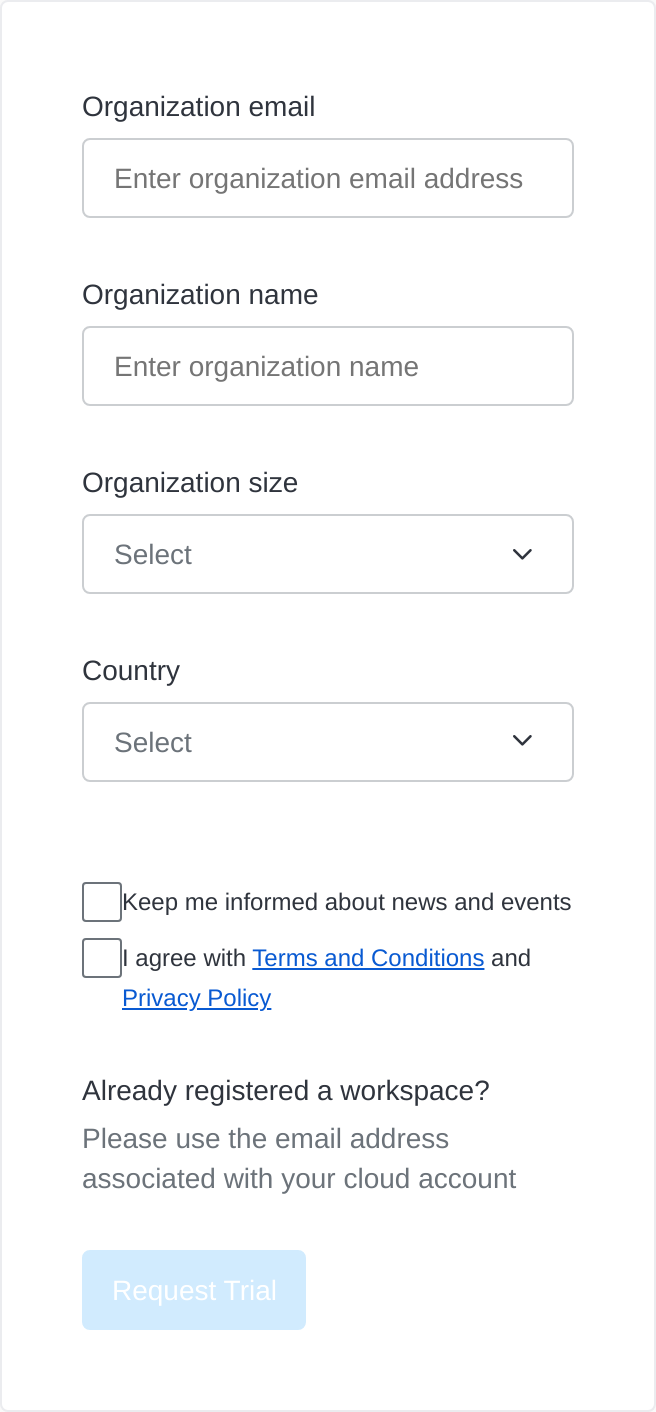 Organization email
Enter organization email address
Organization name
Enter organization name
Organization size
Select
Country
Select
Keep me informed about news and events
I agree with Terms and Conditions and
Privacy Policy
Already registered a workspace?
Please use the email address
associated with your cloud account
Request Trial